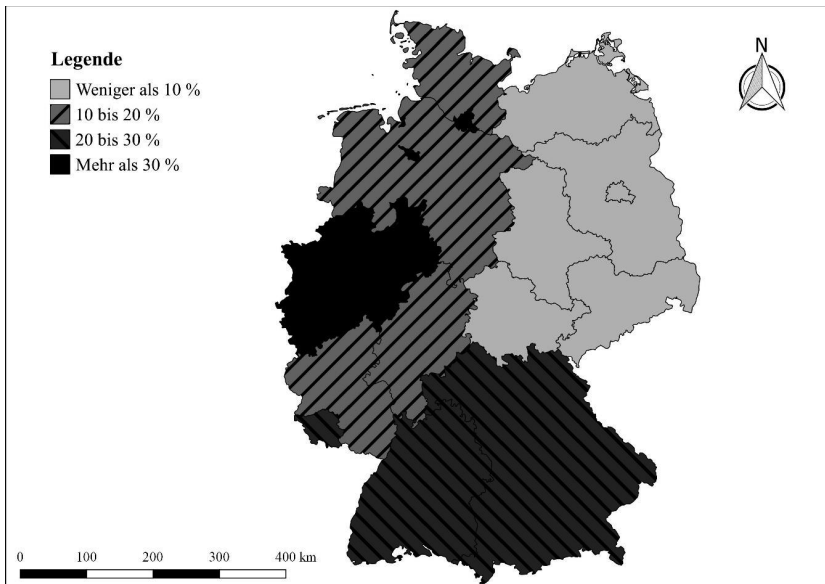 Legende
Weniger als 10 %
10 bis 20 %
20 bis 30 %
Mehr als 30 %
N
0 100 200 300 400 km